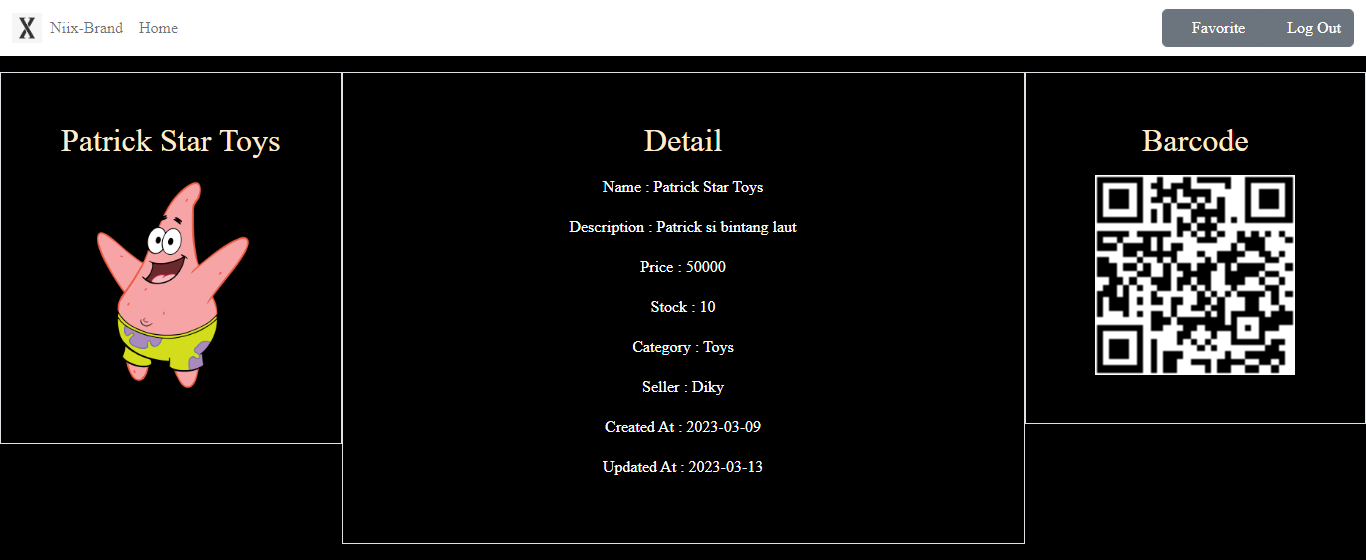 X
Niix-Brand
Home
Favorite
Log Out
Patrick Star Toys
Detail
Name : Patrick Star Toys
Description : Patrick si bintang laut
Price : 50000
Stock : 10
Category : Toys
Seller : Diky
Created At : 2023-03-09
Updated At : 2023-03-13
Barcode